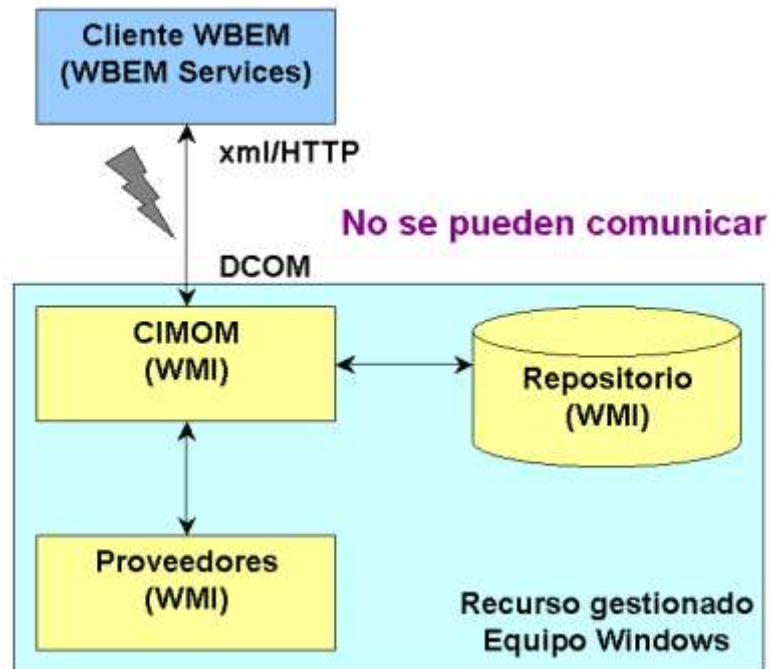 Cliente WBEM
(WBEM Services)
xml/HTTP
No se pueden comunicar
DCOM
CIMOM
(WMI)
Repositorio
(WMI)
Proveedores
(WMI)
Recurso gestionado
Equipo Windows